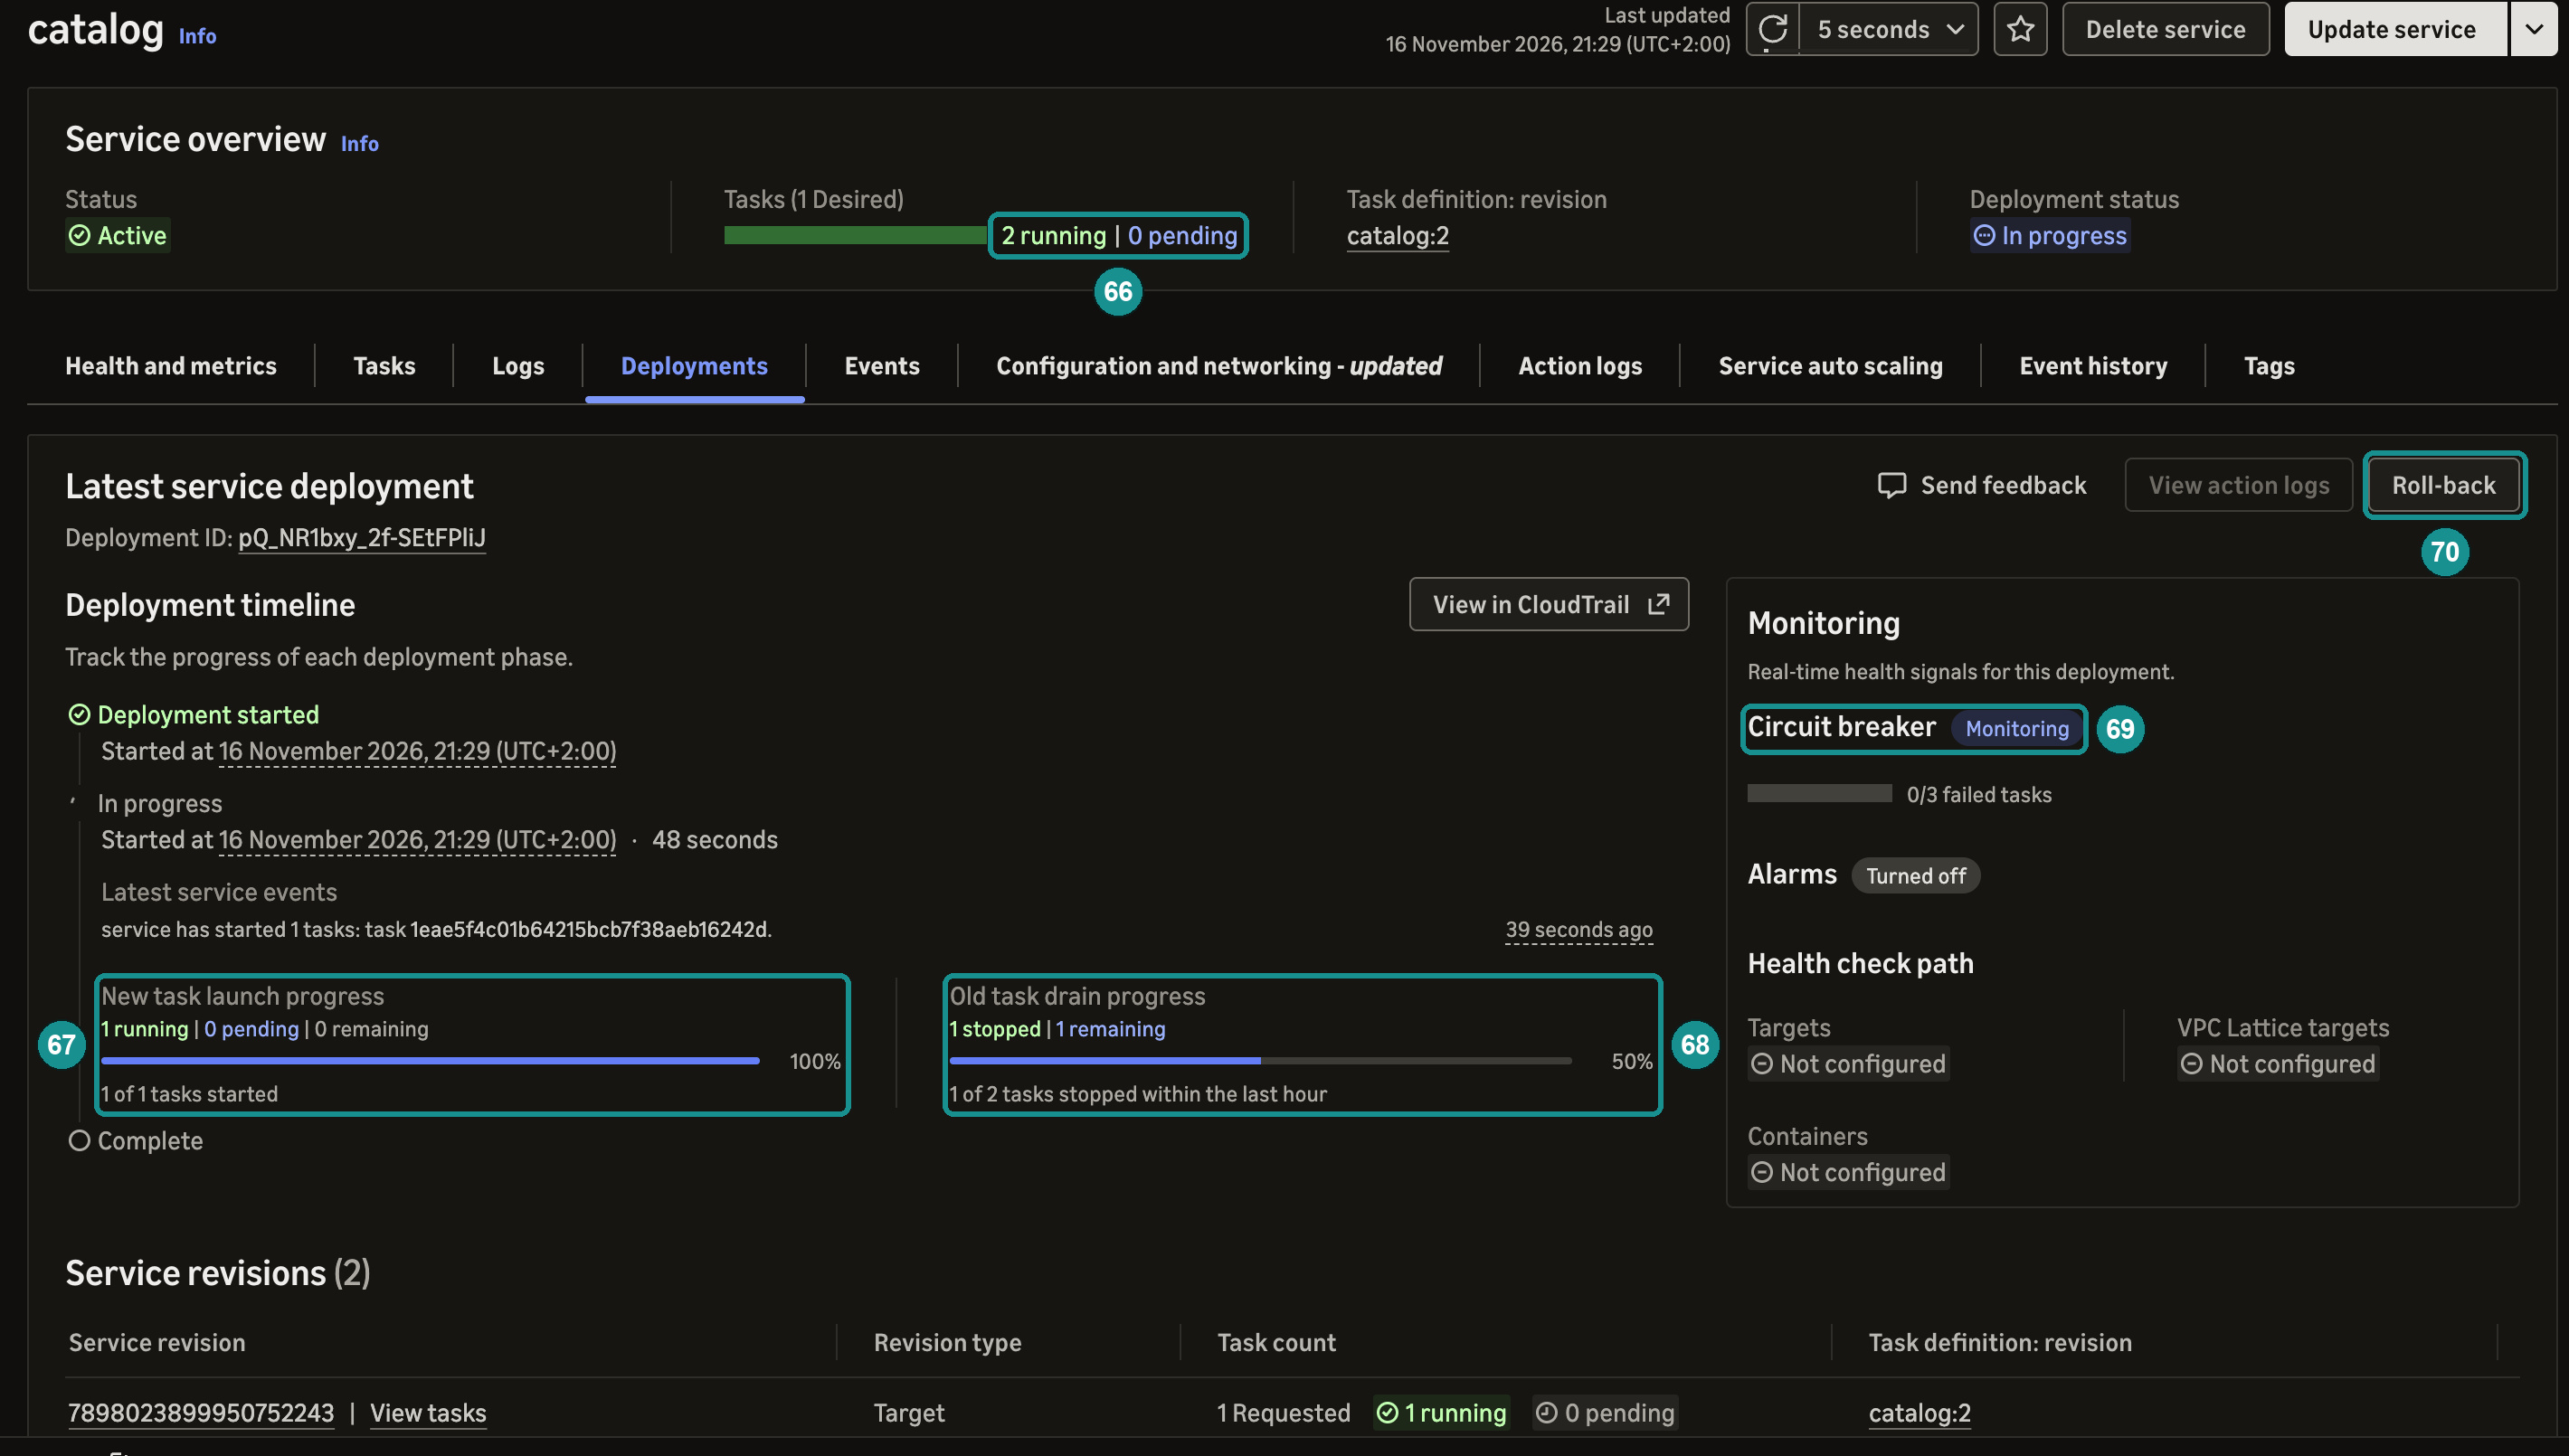 catalog Info
Last updated
16 November 2026, 21:29 (UTC+2:00)
5 seconds
Delete service
Update service
Service overview Info
Status
Active
Tasks (1 Desired)
2 running | 0 pending
66
Task definition: revision
catalog:2
Deployment status
In progress
Health and metrics
Tasks
Logs
Deployments
Events
Configuration and networking - updated
Action logs
Service auto scaling
Event history
Tags
Latest service deployment
Send feedback
View action logs
Roll-back
70
Deployment ID: pQ_NR1bxy_2f-SEtFPliJ
Deployment timeline
View in CloudTrail
Track the progress of each deployment phase.
Deployment started
Started at 16 November 2026, 21:29 (UTC+2:00)
In progress
Started at 16 November 2026, 21:29 (UTC+2:00) · 48 seconds
Latest service events
service has started 1 tasks: task 1eae5f4c01b64215bcb7f38aeb16242d.
39 seconds ago
67
New task launch progress
1 running | 0 pending | 0 remaining
100%
1 of 1 tasks started
Old task drain progress
1 stopped | 1 remaining
50%
1 of 2 tasks stopped within the last hour
68
Complete
Monitoring
Real-time health signals for this deployment.
Circuit breaker Monitoring
69
0/3 failed tasks
Alarms Turned off
Health check path
Targets
Not configured
VPC Lattice targets
Not configured
Containers
Not configured
Service revisions (2)
Service revision
Revision type
Task count
Task definition: revision
7898023899950752243 | View tasks
Target
1 Requested
1 running
0 pending
catalog:2